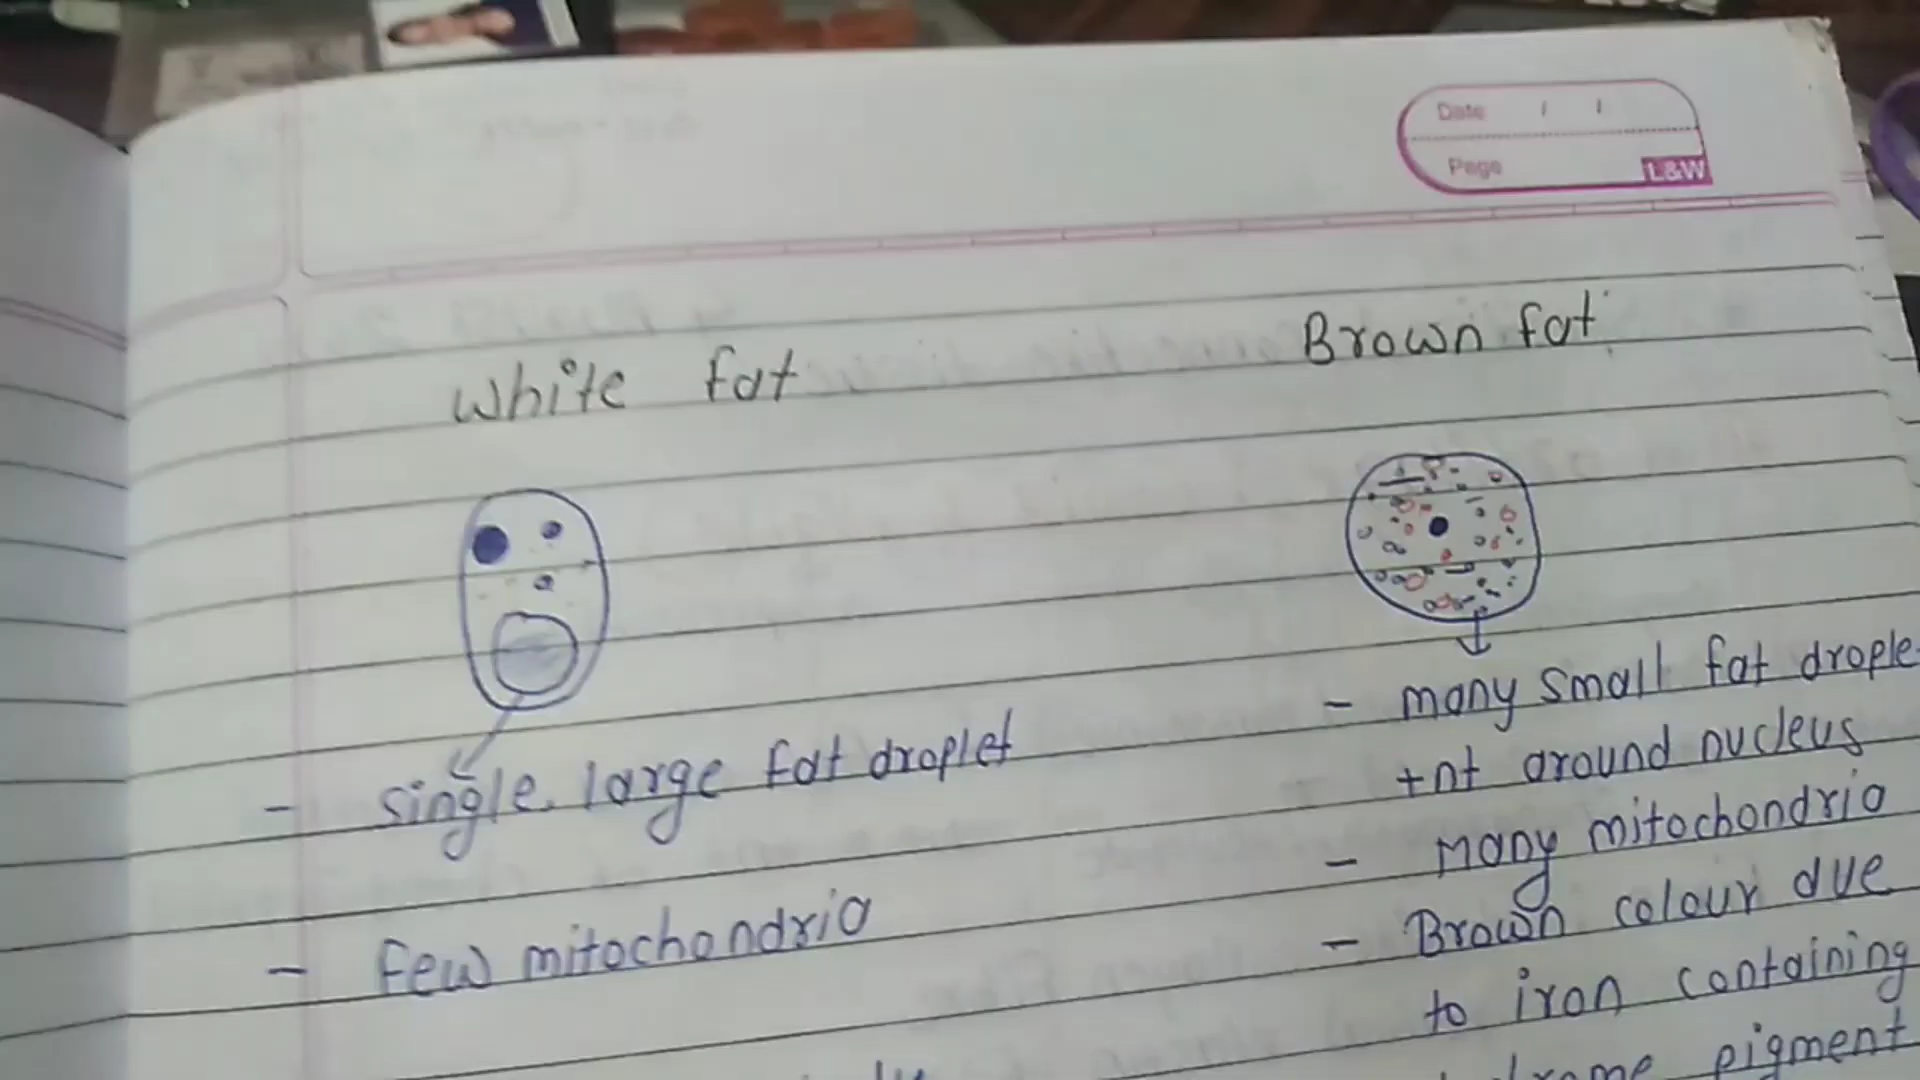 Date / /
Page
L&W
White fat
Brown fat
- single large fat droplet
- few mitochondria
- many small fat drople
+nt around nucleus
- many mitochondria
- Brown colour due
to iron containing
pigment